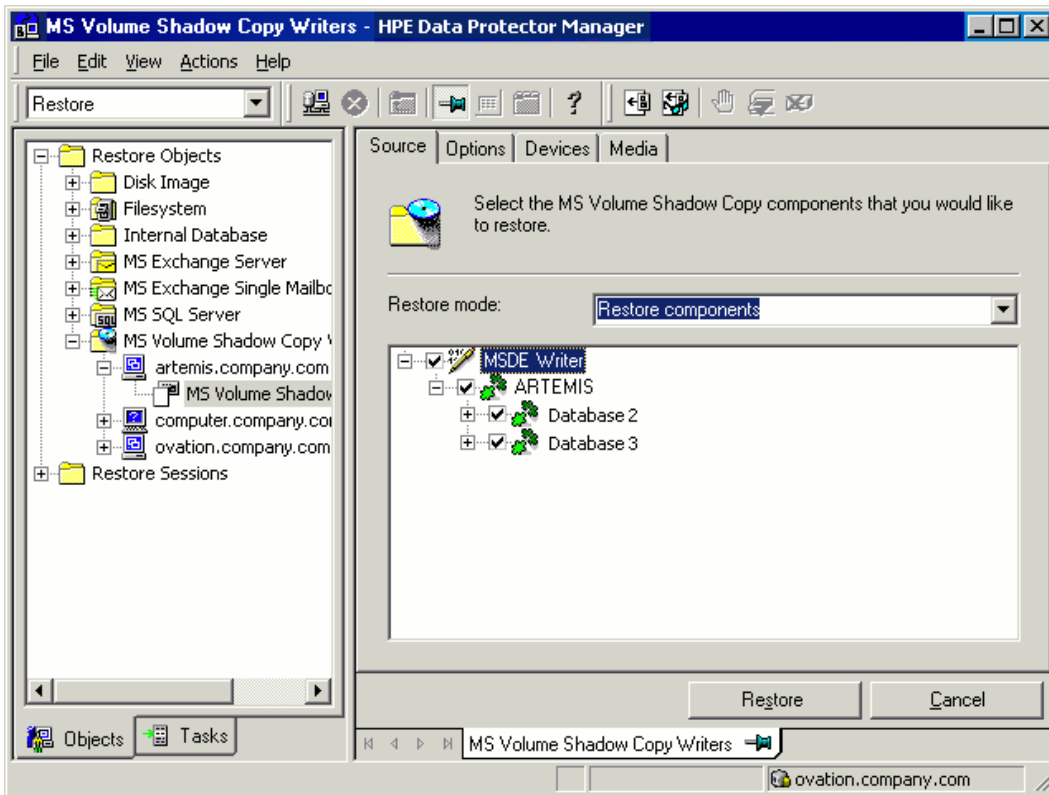 MS Volume Shadow Copy Writers - HPE Data Protector Manager
File Edit View Actions Help
Restore
Restore Objects
Disk Image
Filesystem
Internal Database
MS Exchange Server
MS Exchange Single Mailbo
MS SQL Server
SQL
MS Volume Shadow Copy
artemis.company.com
MS Volume Shadow
computer.company.co
ovation.company.com
Restore Sessions
Objects Tasks
Source Options Devices Media
Select the MS Volume Shadow Copy components that you would like
to restore.
Restore mode: Restore components
MSDE Writer
ARTEMIS
Database 2
Database 3
Restore Cancel
MS Volume Shadow Copy Writers
ovation.company.com